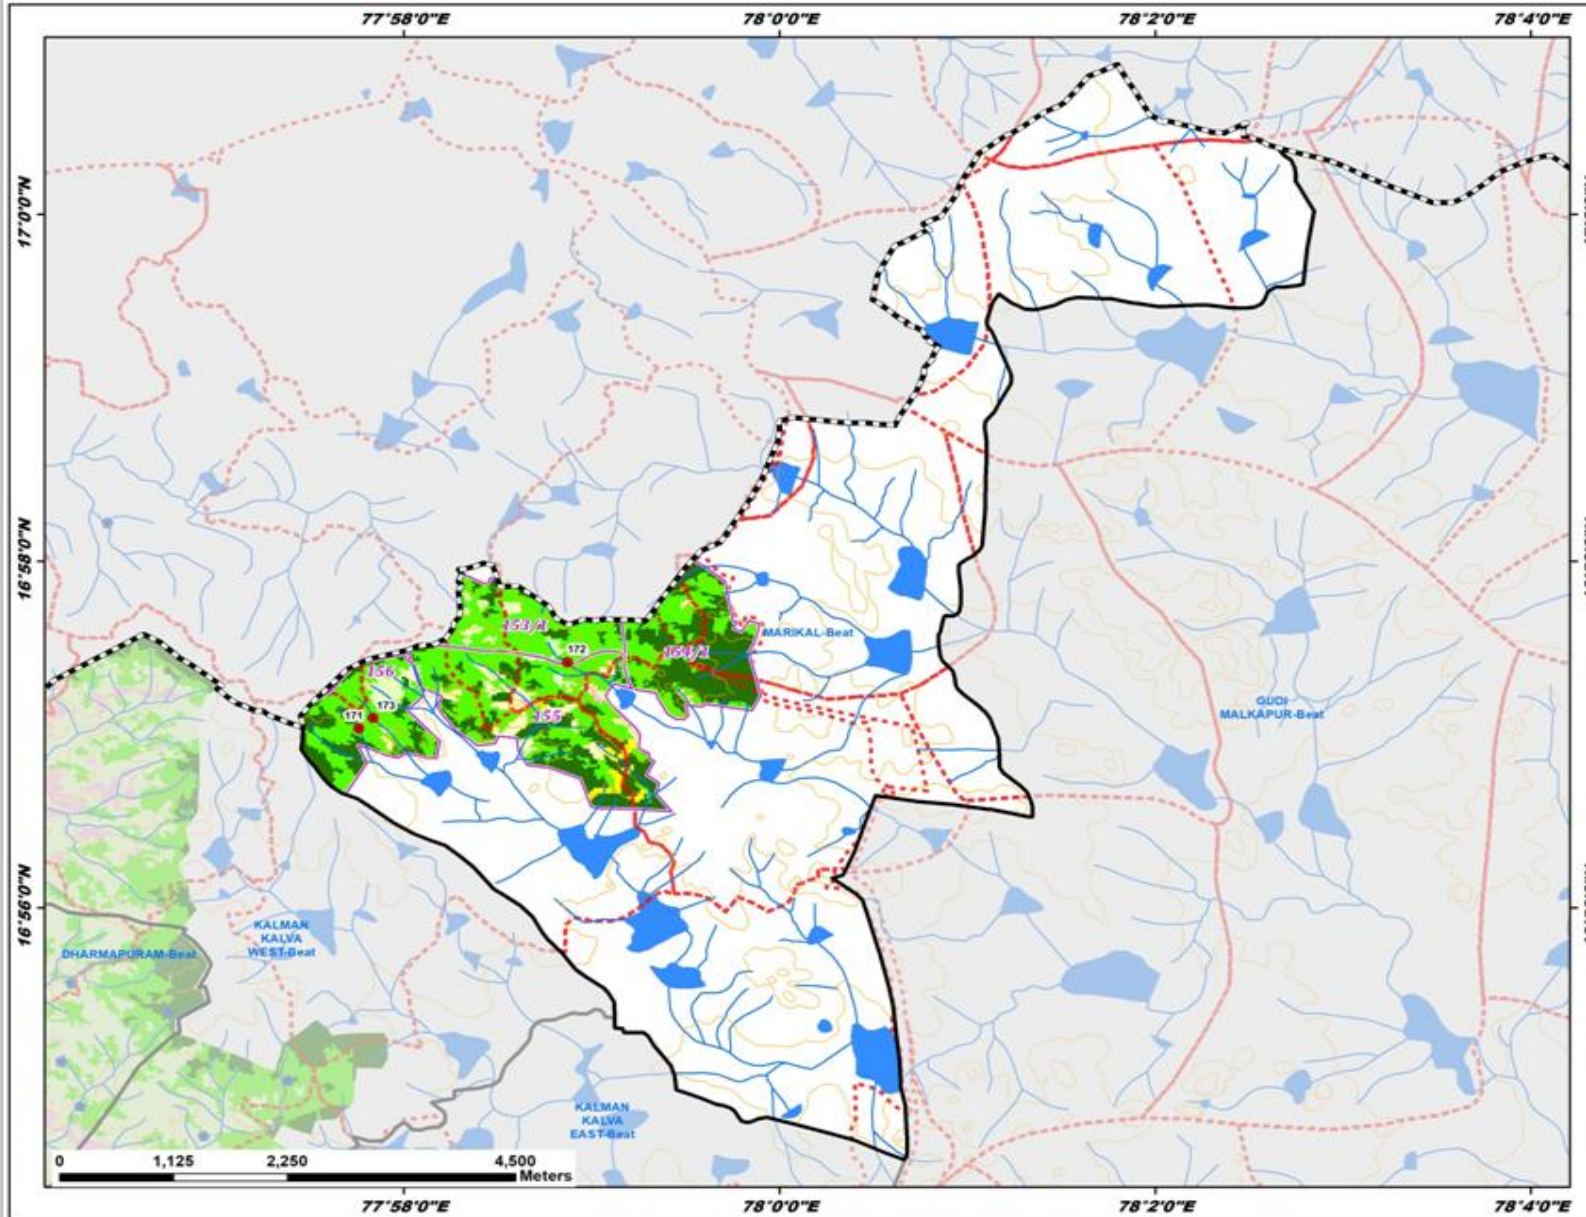 77°58'0"E 78°0'0"E 78°2'0"E 78°4'0"E
17°0'0"N
16°58'0"N
153/1
172
MARIKAL-Beat
154/1
156
173
171
155
GUDI
MALKAPUR-Beat
16°56'0"N
KALMAN
KALVA
WEST-Beat
DHARMAPURAM-Beat
KALMAN
KALVA
EAST-Beat
0 1,125 2,250 4,500
Meters
77°58'0"E 78°0'0"E 78°2'0"E 78°4'0"E